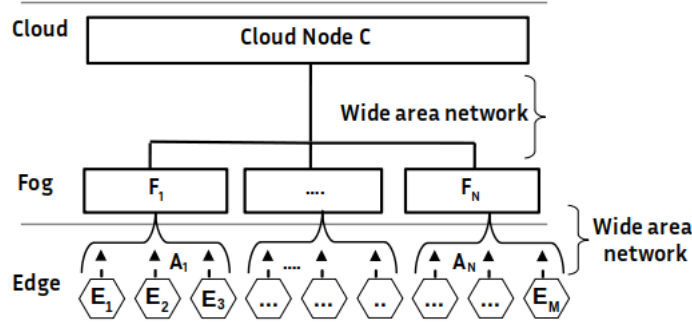 Cloud
Cloud Node C
Wide area network
Fog
F1
....
FN
Wide area
network
A1
....
AN
Edge
E1
E2
E3
...
...
..
...
...
EM